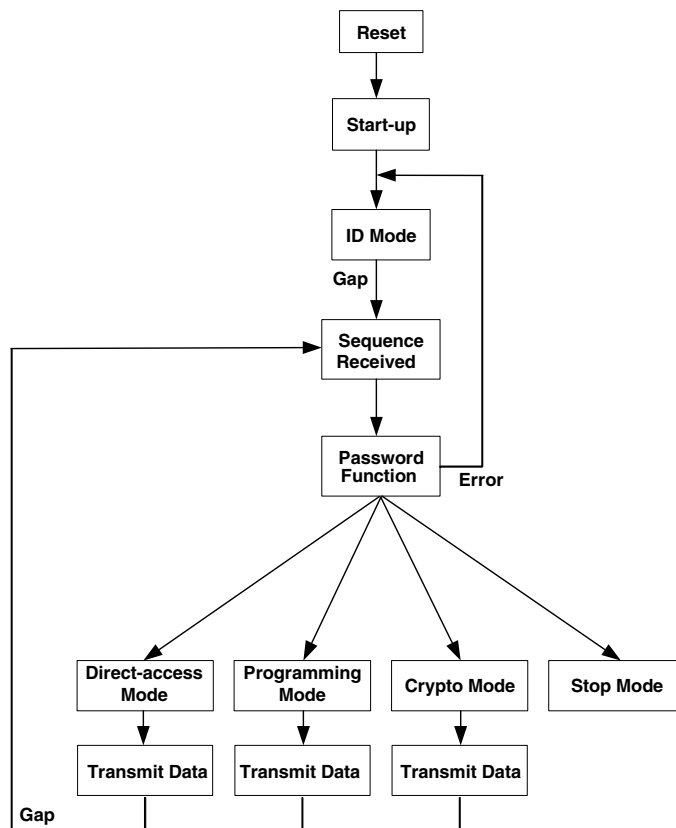 Reset
Start-up
ID Mode
Gap
Sequence
Received
Password
Function
Error
Direct-access
Mode
Programming
Mode
Crypto Mode
Stop Mode
Transmit Data
Transmit Data
Transmit Data
Gap